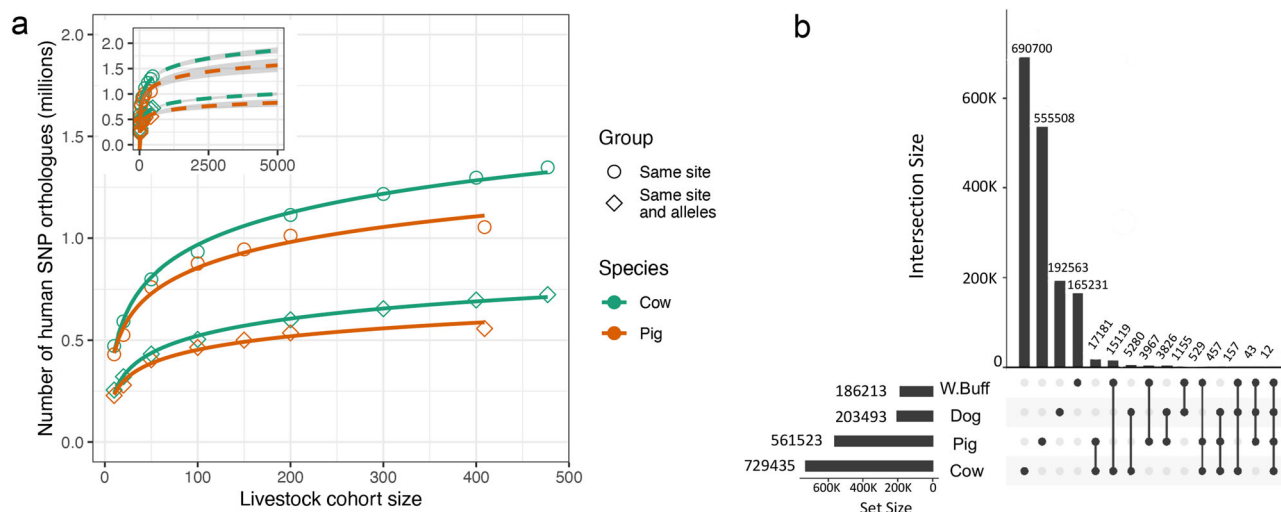 a
Number of human SNP orthologues (millions)
2.0
1.5
1.0
0.5
0.0
2.0
1.5
1.0
0.5
0.0
0
2500
5000
0
100
200
300
400
500
Livestock cohort size
Group
Same site
Same site
and alleles
Species
Cow
Pig
b
Intersection Size
600K
400K
200K
0
690700
555508
192563
165231
17181
15119
5280
3967
3826
1155
529
457
157
43
12
186213
W.Buff
203493
Dog
561523
Pig
729435
Cow
600K
400K
200K
0
Set Size